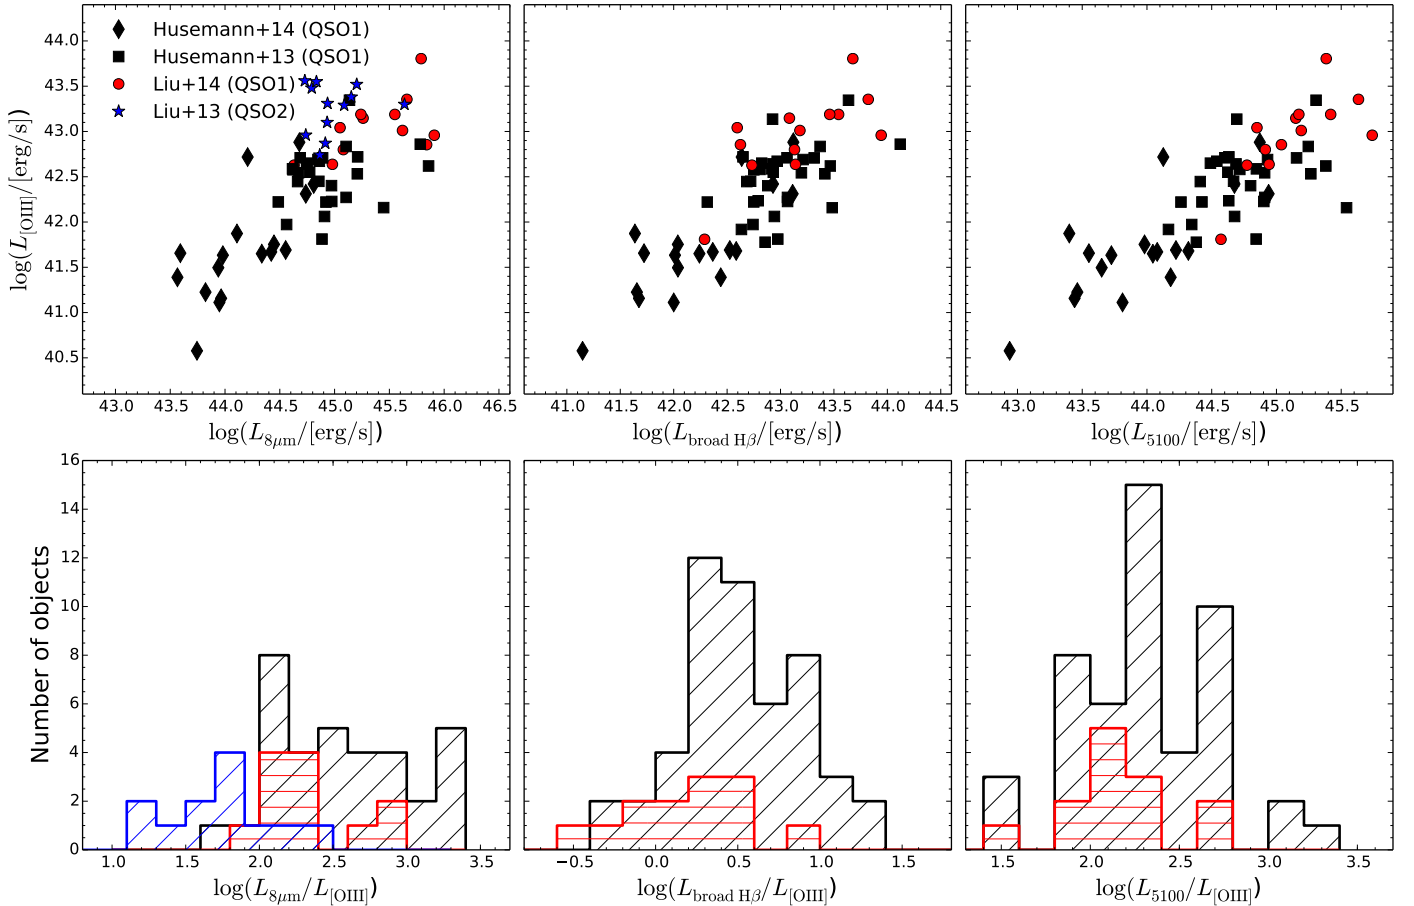 Husemann+14 (QSO1)
Husemann+13 (QSO1)
Liu+14 (QSO1)
Liu+13 (QSO2)
log(L[OIII]/[erg/s])
44.0
43.5
43.0
42.5
42.0
41.5
41.0
40.5
43.0 43.5 44.0 44.5 45.0 45.5 46.0 46.5
log(L8μm/[erg/s])
41.0 41.5 42.0 42.5 43.0 43.5 44.0 44.5
log(Lbroad Hβ/[erg/s])
43.0 43.5 44.0 44.5 45.0 45.5
log(L5100/[erg/s])
Number of objects
16
14
12
10
8
6
4
2
0
1.0 1.5 2.0 2.5 3.0 3.5
log(L8μm/L[OIII])
−0.5 0.0 0.5 1.0 1.5
log(Lbroad Hβ/L[OIII])
1.5 2.0 2.5 3.0 3.5
log(L5100/L[OIII])